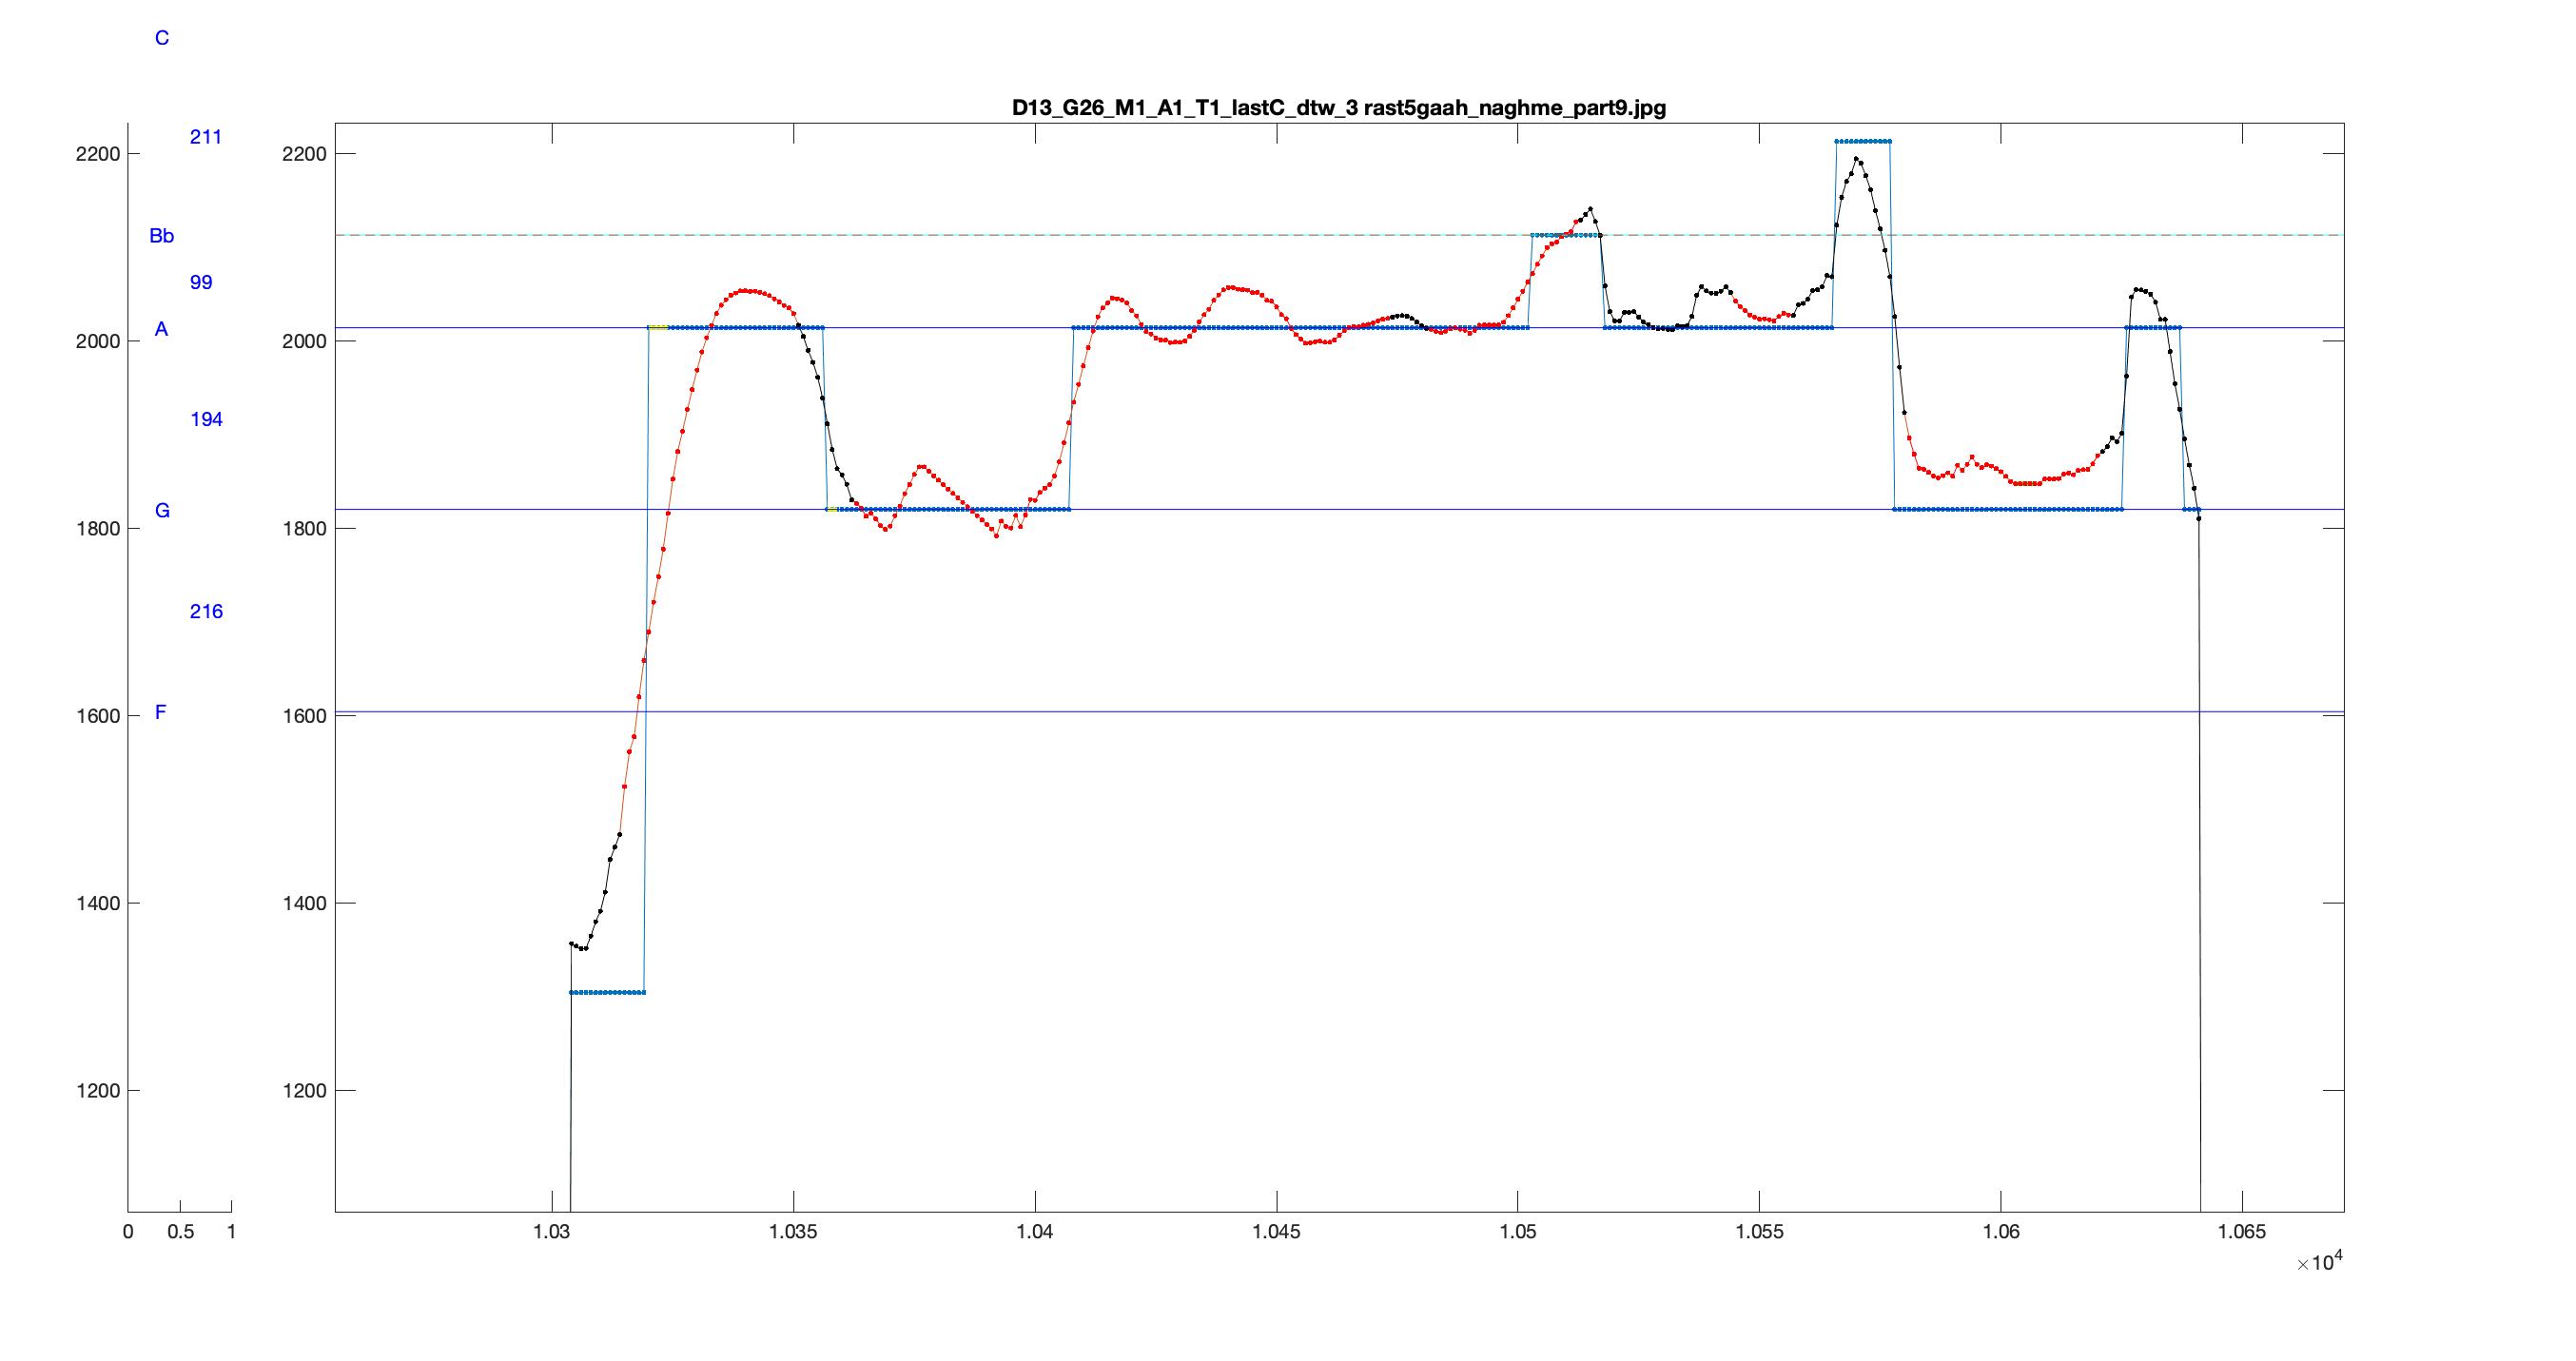 C
D13_G26_M1_A1_T1_lastC_dtw_3 rast5gaah_naghme_part9.jpg
211
2200 2200
Bb
99
A
2000 2000
194
G
1800 1800
216
F
1600 1600
1400 1400
1200 1200
0 0.5 1 1.03 1.035 1.04 1.045 1.05 1.055 1.06 1.065
×10^4